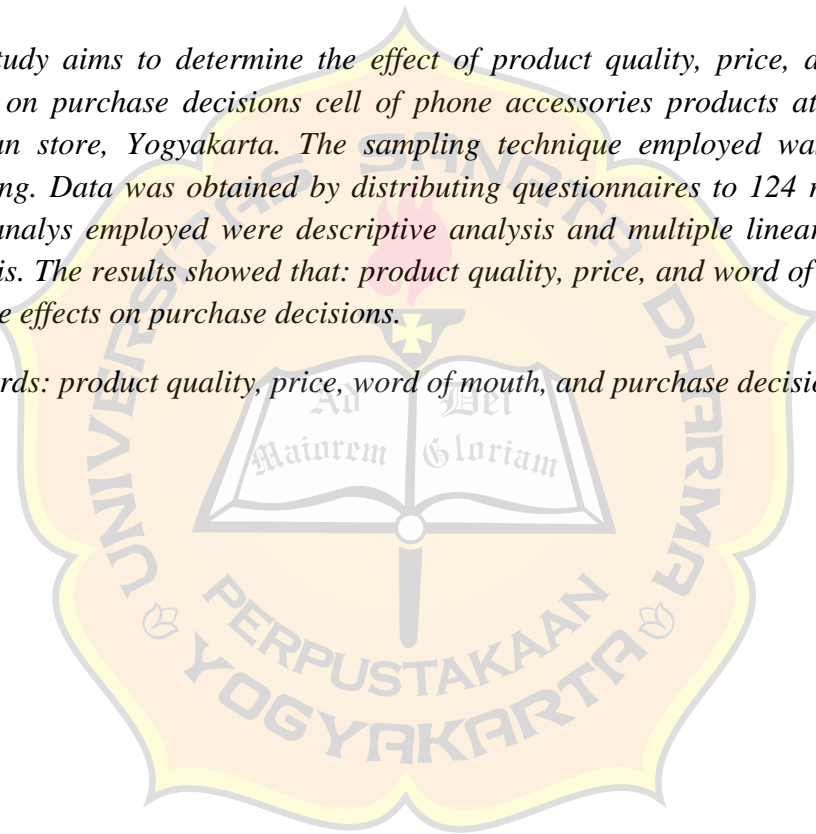 tudy aims to determine the effect of product quality, price, a
on purchase decisions cell of phone accessories products at
un store, Yogyakarta. The sampling technique employed wa
ng. Data was obtained by distributing questionnaires to 124 r
analys employed were descriptive analysis and multiple linear
is. The results showed that: product quality, price, and word of
e effects on purchase decisions.
rds: product quality, price, word of mouth, and purchase decisio
UNIVERSITAS SANATA DHARMA
Ad Dei
Maiorem Gloriam
PERPUSTAKAAN
YOGYAKARTA